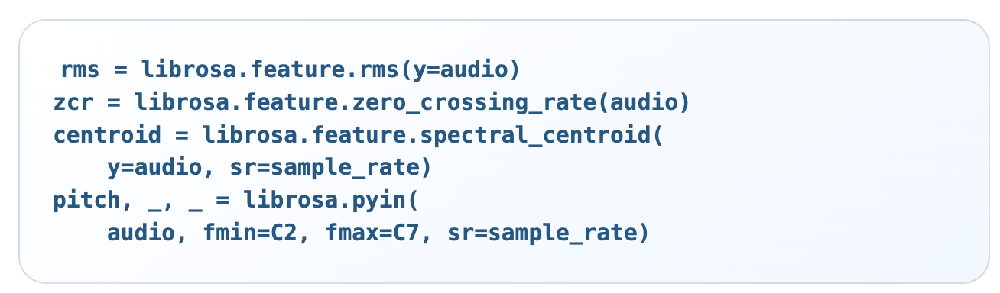 rms = librosa.feature.rms(y=audio)
zcr = librosa.feature.zero_crossing_rate(audio)
centroid = librosa.feature.spectral_centroid(
    y=audio, sr=sample_rate)
pitch, _, _ = librosa.pyin(
    audio, fmin=C2, fmax=C7, sr=sample_rate)